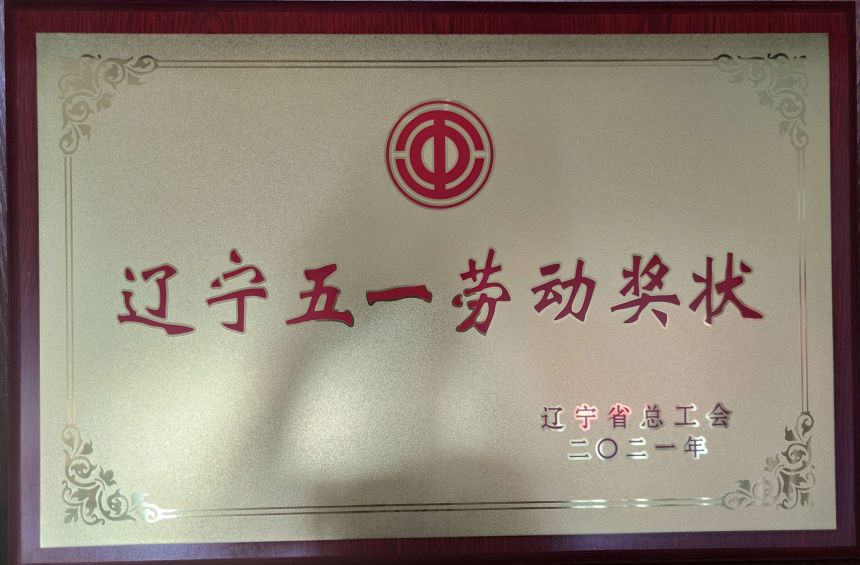 辽宁五一劳动奖状
辽宁省总工会
二〇二一年